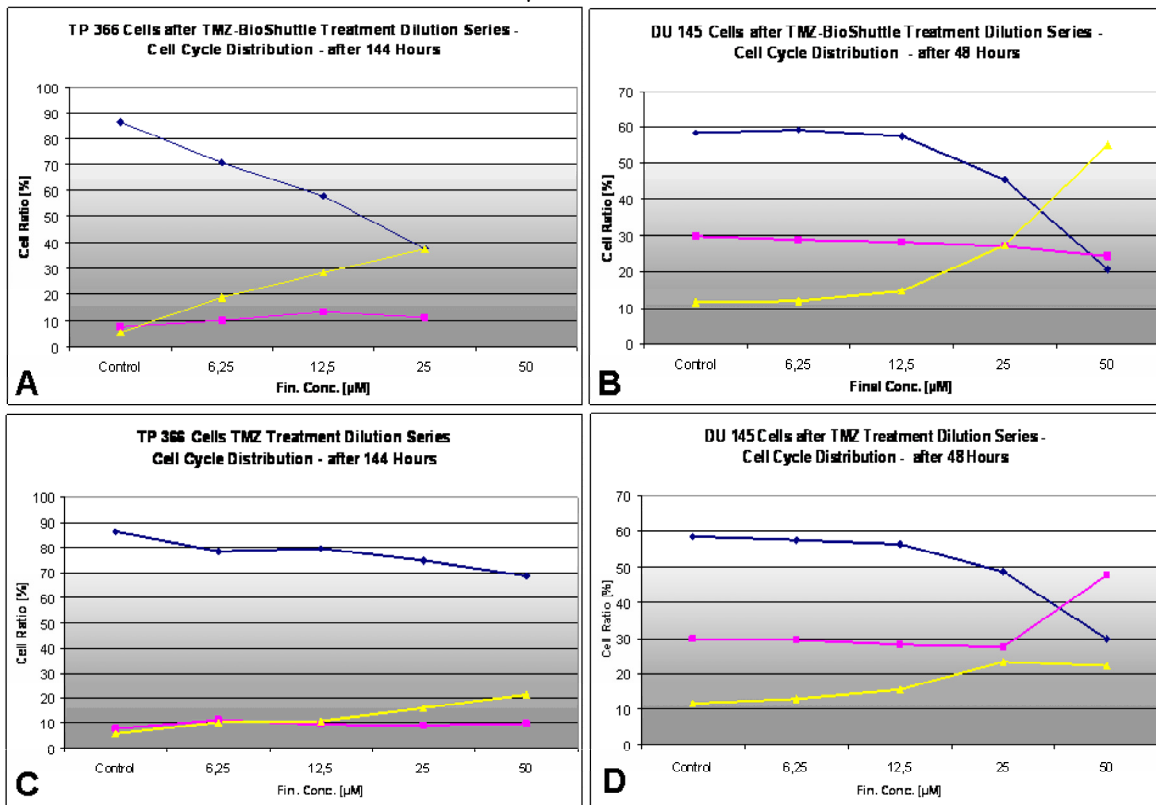 TP 366 Cells after TMZ-BioShuttle Treatment Dilution Series -
Cell Cycle Distribution - after 144 Hours
Cell Ratio [%]
100
90
80
70
60
50
40
30
20
10
0
Control 6,25 12,5 25 50
Fin. Conc. [µM]
A
DU 145 Cells after TMZ-BioShuttle Treatment Dilution Series -
Cell Cycle Distribution - after 48 Hours
Cell Ratio [%]
70
60
50
40
30
20
10
0
Control 6,25 12,5 25 50
Final Conc. [µM]
B
TP 366 Cells TMZ Treatment Dilution Series
Cell Cycle Distribution - after 144 Hours
Cell Ratio [%]
100
90
80
70
60
50
40
30
20
10
0
Control 6,25 12,5 25 50
Fin. Conc. [µM]
C
DU 145 Cells after TMZ Treatment Dilution Series -
Cell Cycle Distribution - after 48 Hours
Cell Ratio [%]
70
60
50
40
30
20
10
0
Control 6,25 12,5 25 50
Fin. Conc. [µM]
D